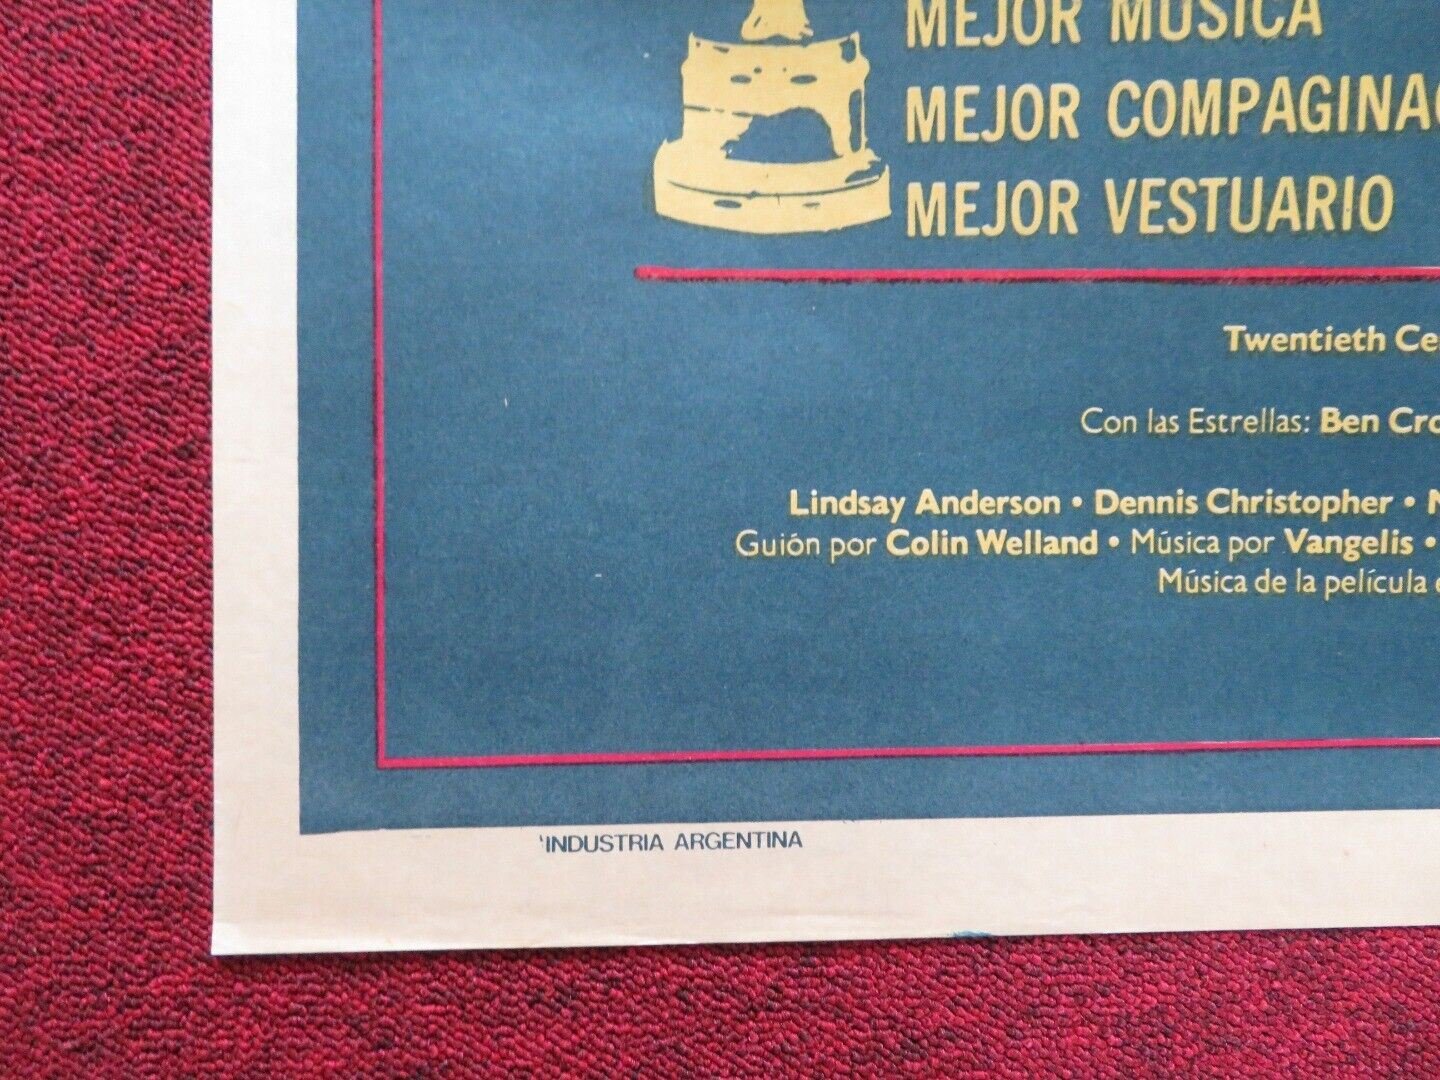 MEJOR MUSICA
MEJOR COMPAGINAC
MEJOR VESTUARIO
Twentieth Ce
Con las Estrellas: Ben Cro
Lindsay Anderson • Dennis Christopher • N
Guión por Colin Welland • Música por Vangelis •
Música de la película e
INDUSTRIA ARGENTINA